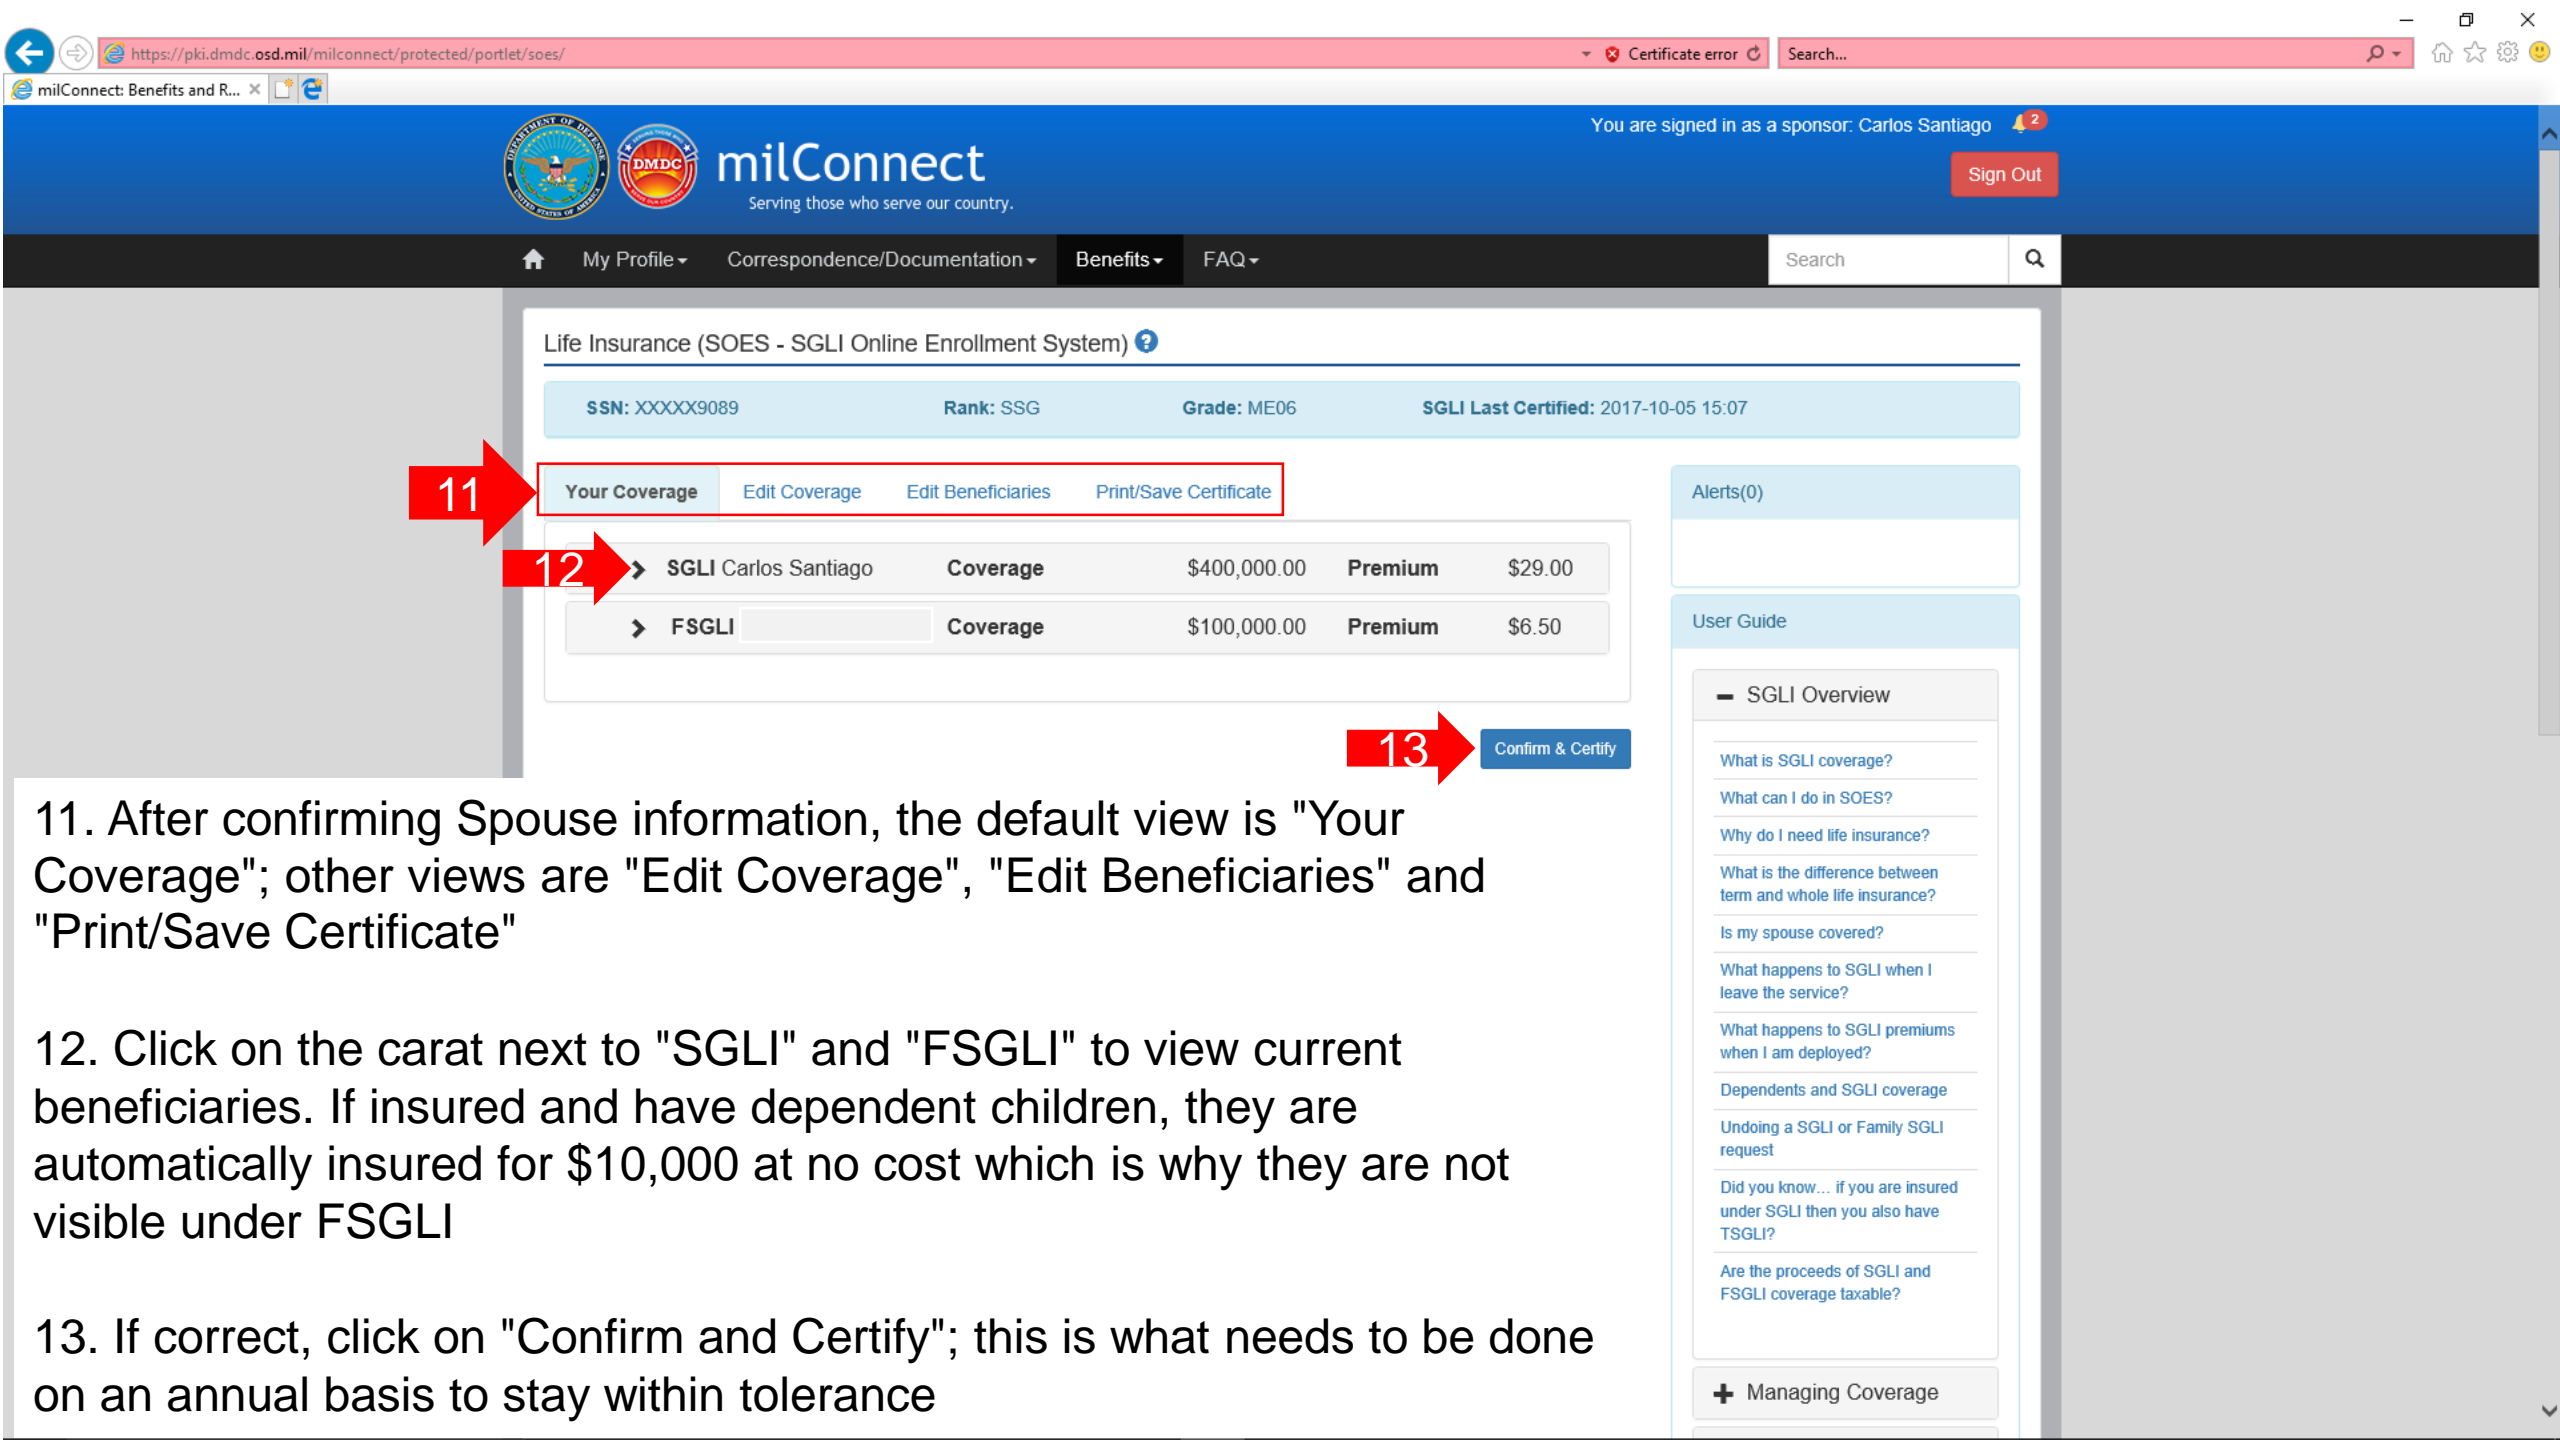 https://pki.dmdc.osd.mil/milconnect/protected/portlet/soes/
Certificate error
Search...
milConnect: Benefits and R...
DEPARTMENT OF DEFENSE
UNITED STATES OF AMERICA
DMDC
milConnect
Serving those who serve our country.
You are signed in as a sponsor: Carlos Santiago
2
Sign Out
My Profile
Correspondence/Documentation
Benefits
FAQ
Search
Life Insurance (SOES - SGLI Online Enrollment System)
SSN: XXXXX9089 Rank: SSG Grade: ME06 SGLI Last Certified: 2017-10-05 15:07
11
Your Coverage Edit Coverage Edit Beneficiaries Print/Save Certificate
12
SGLI Carlos Santiago Coverage $400,000.00 Premium $29.00
FSGLI Coverage $100,000.00 Premium $6.50
13
Confirm & Certify
Alerts(0)
User Guide
SGLI Overview
What is SGLI coverage?
What can I do in SOES?
Why do I need life insurance?
What is the difference between
term and whole life insurance?
Is my spouse covered?
What happens to SGLI when I
leave the service?
What happens to SGLI premiums
when I am deployed?
Dependents and SGLI coverage
Undoing a SGLI or Family SGLI
request
Did you know... if you are insured
under SGLI then you also have
TSGLI?
Are the proceeds of SGLI and
FSGLI coverage taxable?
Managing Coverage
11. After confirming Spouse information, the default view is "Your
Coverage"; other views are "Edit Coverage", "Edit Beneficiaries" and
"Print/Save Certificate"
12. Click on the carat next to "SGLI" and "FSGLI" to view current
beneficiaries. If insured and have dependent children, they are
automatically insured for $10,000 at no cost which is why they are not
visible under FSGLI
13. If correct, click on "Confirm and Certify"; this is what needs to be done
on an annual basis to stay within tolerance